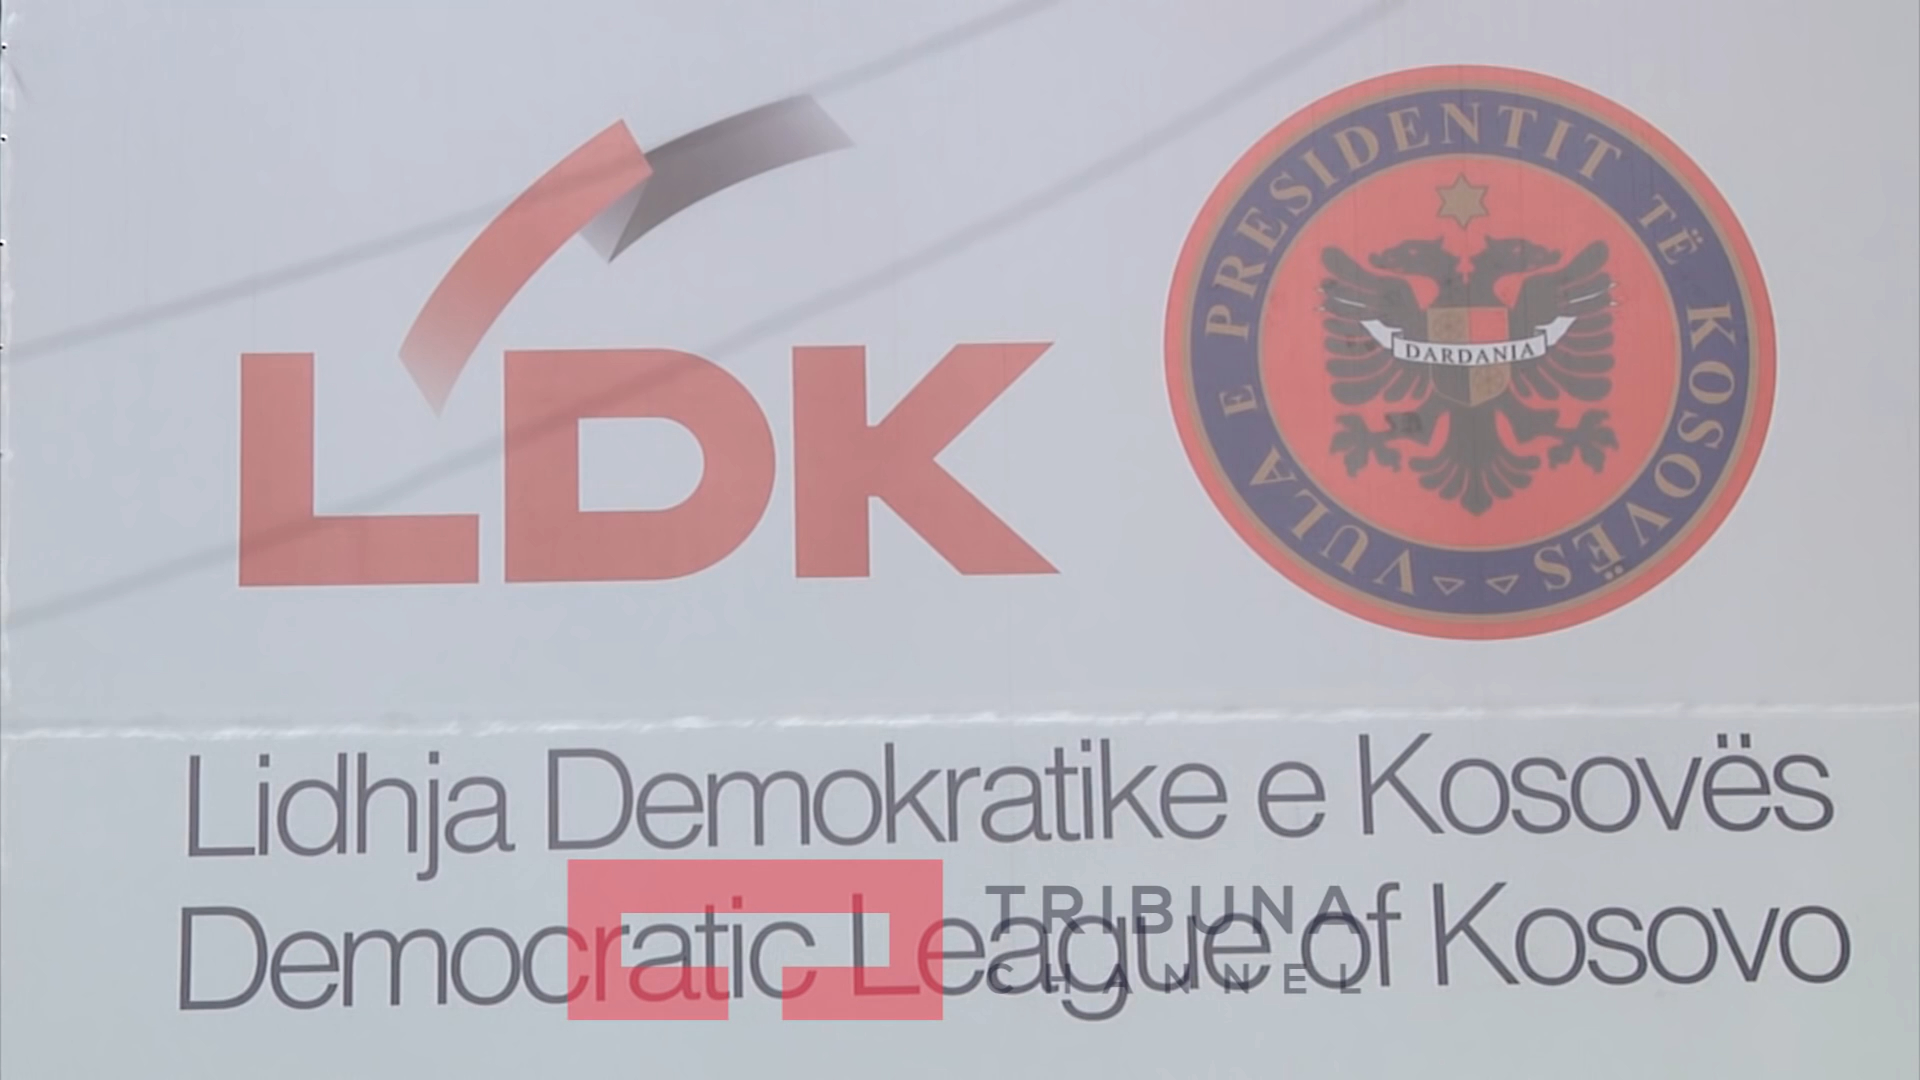 LDK
VULA E PRESIDENTIT TË KOSOVËS
DARDANIA
Lidhja Demokratike e Kosovës
Democratic League of Kosovo
TRIBUNA
CHANNEL